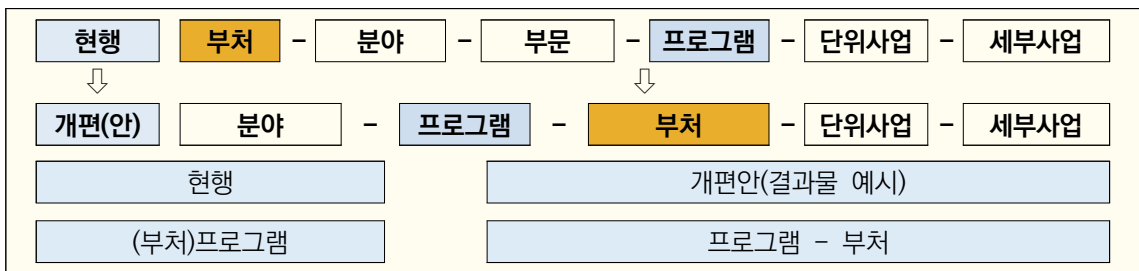 현행 부처 - 분야 - 부문 - 프로그램 - 단위사업 - 세부사업
개편(안) 분야 - 프로그램 - 부처 - 단위사업 - 세부사업
현행 개편안(결과물 예시)
(부처)프로그램 프로그램 - 부처